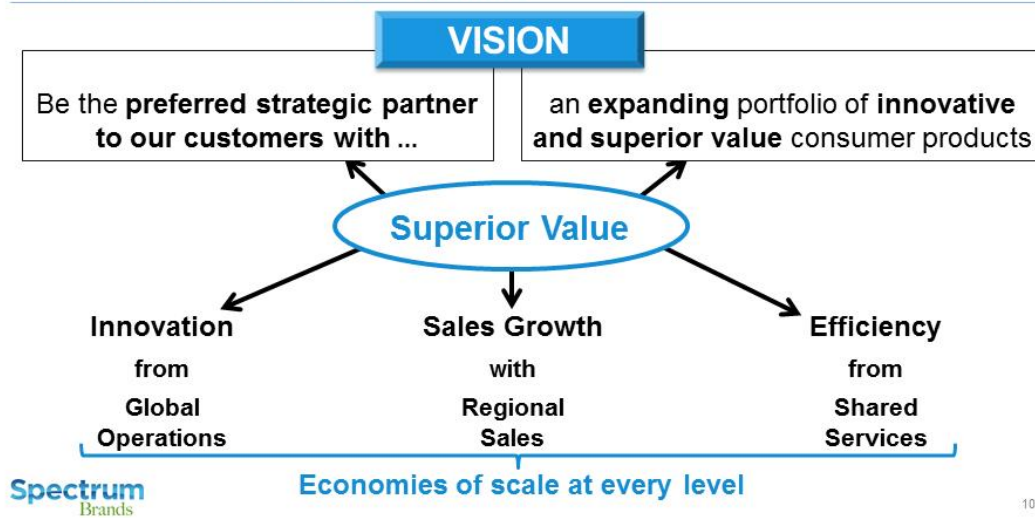 VISION
Be the preferred strategic partner
to our customers with ...
an expanding portfolio of innovative
and superior value consumer products
Superior Value
Innovation
from
Global
Operations
Sales Growth
with
Regional
Sales
Efficiency
from
Shared
Services
Economies of scale at every level
Spectrum
Brands
10